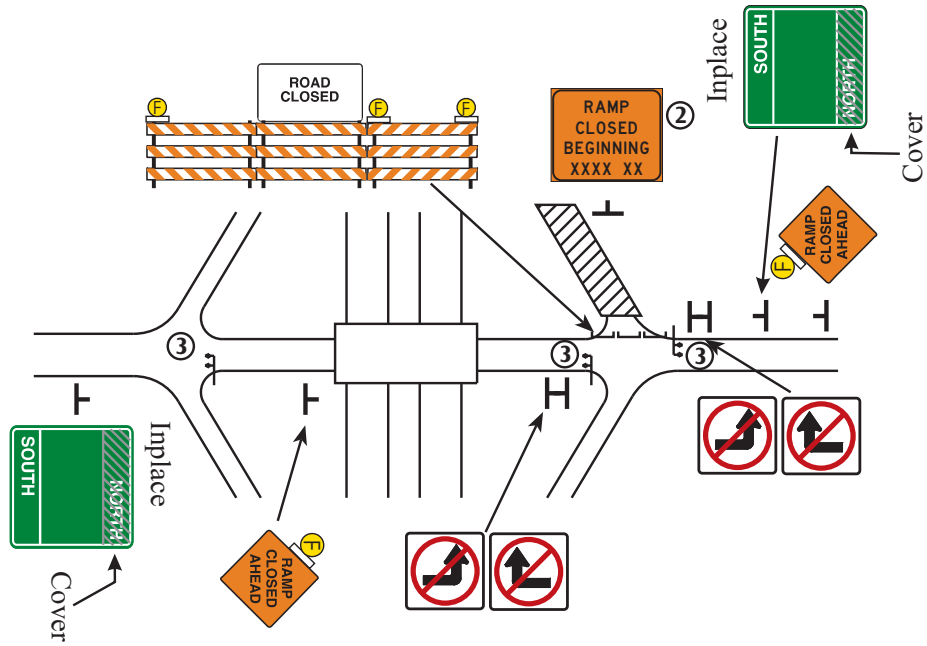 ROAD
CLOSED
F
F
F
RAMP
CLOSED
BEGINNING
XXXX XX
2
Inplace
SOUTH
NORTH
Cover
RAMP
CLOSED
AHEAD
F
3
3
3
Inplace
SOUTH
NORTH
Cover
RAMP
CLOSED
AHEAD
F